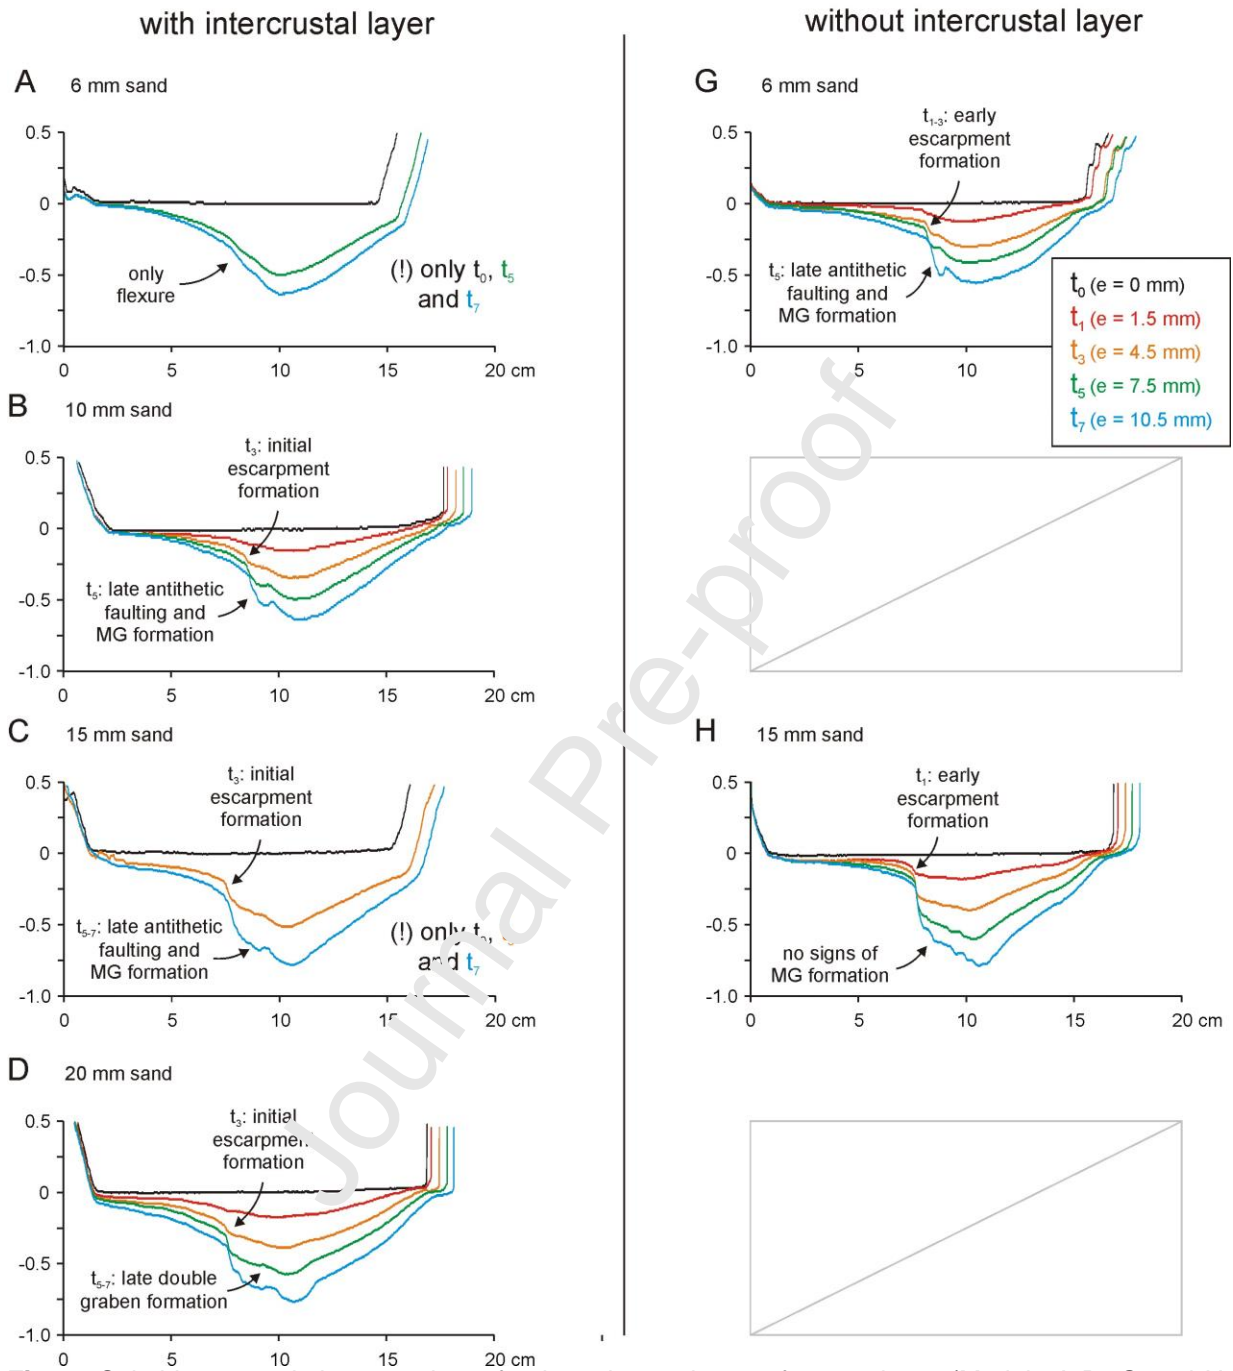 with intercrustal layer
without intercrustal layer
A
6 mm sand
0.5
0
-0.5
-1.0
only
flexure
(!) only t0, t5
and t7
0
5
10
15
20 cm
G
6 mm sand
t1-3: early
escarpment
formation
0.5
0
-0.5
-1.0
t5: late antithetic
faulting and
MG formation
0
5
10
t0 (e = 0 mm)
t1 (e = 1.5 mm)
t3 (e = 4.5 mm)
t5 (e = 7.5 mm)
t7 (e = 10.5 mm)
B
10 mm sand
t3: initial
escarpment
formation
0.5
0
-0.5
-1.0
t5: late antithetic
faulting and
MG formation
0
5
10
15
20 cm
C
15 mm sand
t3: initial
escarpment
formation
0.5
0
-0.5
-1.0
t5-7: late antithetic
faulting and
MG formation
(!) only
and t7
0
5
10
15
20 cm
H
15 mm sand
t1: early
escarpment
formation
0.5
0
-0.5
-1.0
no signs of
MG formation
0
5
10
15
20 cm
D
20 mm sand
t3: initial
escarpment
formation
0.5
0
-0.5
-1.0
t5-7: late double
graben formation
0
5
10
15
20 cm
Journal Pre-proof